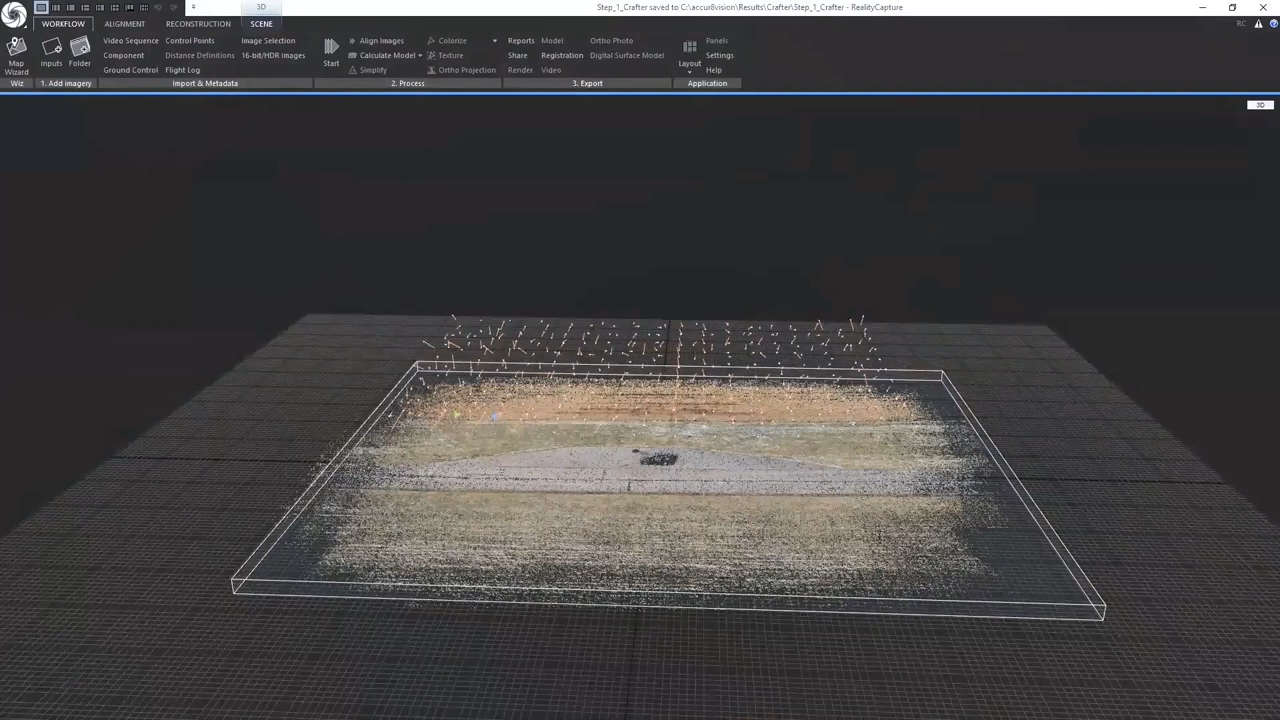 3D
Step_1_Crafter saved to C:\accur8vision\Results\Crafter\Step_1_Crafter - RealityCapture
WORKFLOW ALIGNMENT RECONSTRUCTION SCENE
RC
Map Wizard
Inputs
Folder
Video Sequence Control Points Image Selection
Component Distance Definitions 16-bit/HDR Images
Ground Control Flight Log
Start
Align Images Colorize
Calculate Model Texture
Simplify Ortho Projection
Reports Model Ortho Photo
Share Registration Digital Surface Model
Render Video
Layout
Panels
Settings
Help
Wiz 1. Add imagery Import & Metadata 2. Process 3. Export Application
3D